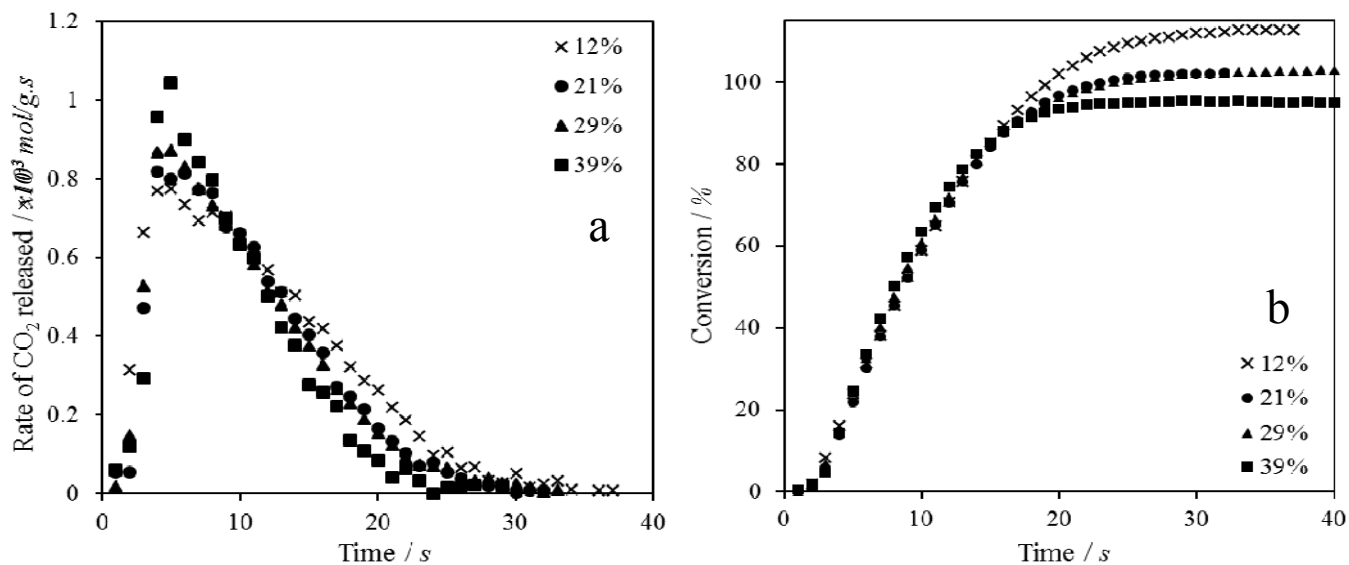 1.2
1
0.8
0.6
0.4
0.2
0
0 10 20 30 40
Rate of CO₂ released / x10³ mol/g.s
Time / s
× 12%
● 21%
▲ 29%
■ 39%
a
100
80
60
40
20
0
0 10 20 30 40
Conversion / %
Time / s
b
× 12%
● 21%
▲ 29%
■ 39%